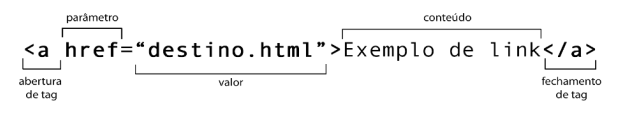 parâmetro conteúdo
<a href=“destino.html”>Exemplo de link</a>
abertura valor fechamento
de tag de tag